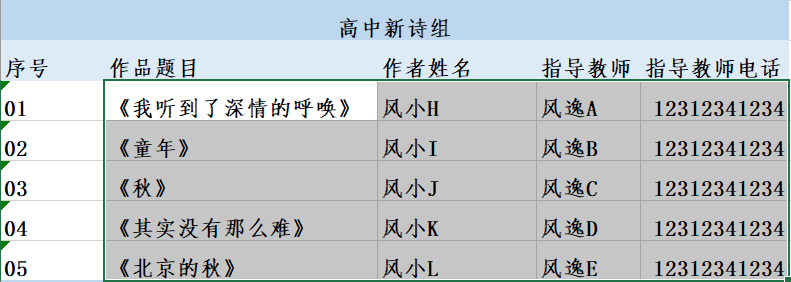 高中新诗组
序号 作品题目 作者姓名 指导教师 指导教师电话
01 《我听到了深情的呼唤》 风小H 风逸A 12312341234
02 《童年》 风小I 风逸B 12312341234
03 《秋》 风小J 风逸C 12312341234
04 《其实没有那么难》 风小K 风逸D 12312341234
05 《北京的秋》 风小L 风逸E 12312341234